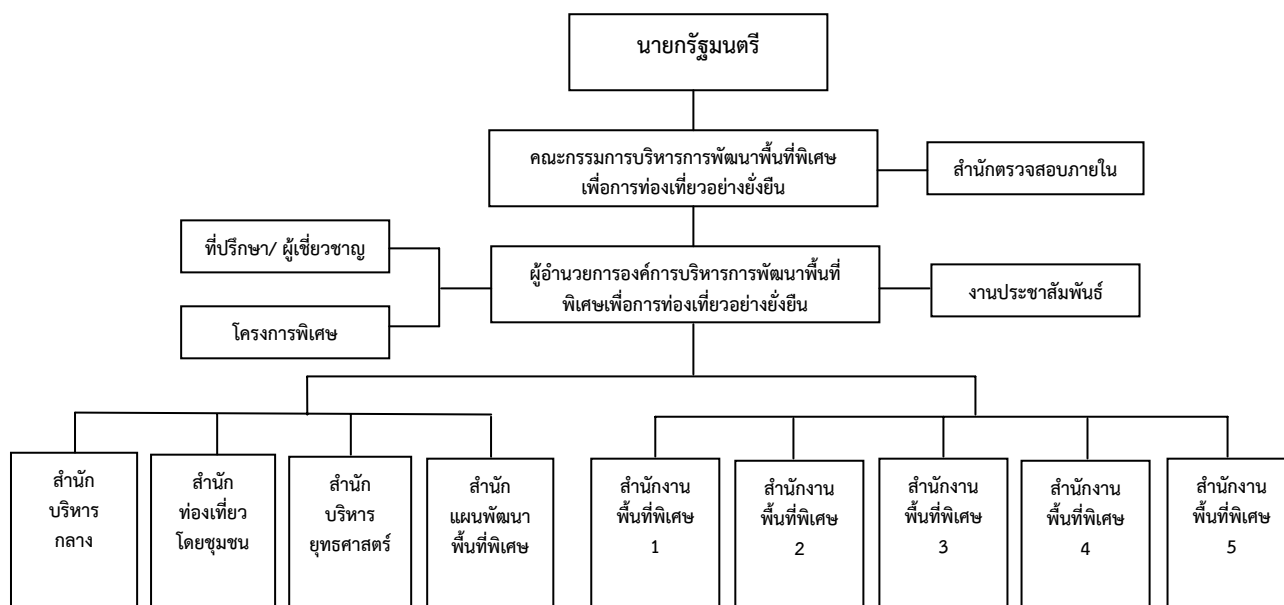 นายกรัฐมนตรี
คณะกรรมการบริหารการพัฒนาพื้นที่พิเศษ
เพื่อการท่องเที่ยวอย่างยั่งยืน
สำนักตรวจสอบภายใน
ที่ปรึกษา/ ผู้เชี่ยวชาญ
ผู้อำนวยการองค์การบริหารการพัฒนาพื้นที่
พิเศษเพื่อการท่องเที่ยวอย่างยั่งยืน
งานประชาสัมพันธ์
โครงการพิเศษ
สำนัก
บริหาร
กลาง
สำนัก
ท่องเที่ยว
โดยชุมชน
สำนัก
บริหาร
ยุทธศาสตร์
สำนัก
แผนพัฒนา
พื้นที่พิเศษ
สำนักงาน
พื้นที่พิเศษ
1
สำนักงาน
พื้นที่พิเศษ
2
สำนักงาน
พื้นที่พิเศษ
3
สำนักงาน
พื้นที่พิเศษ
4
สำนักงาน
พื้นที่พิเศษ
5